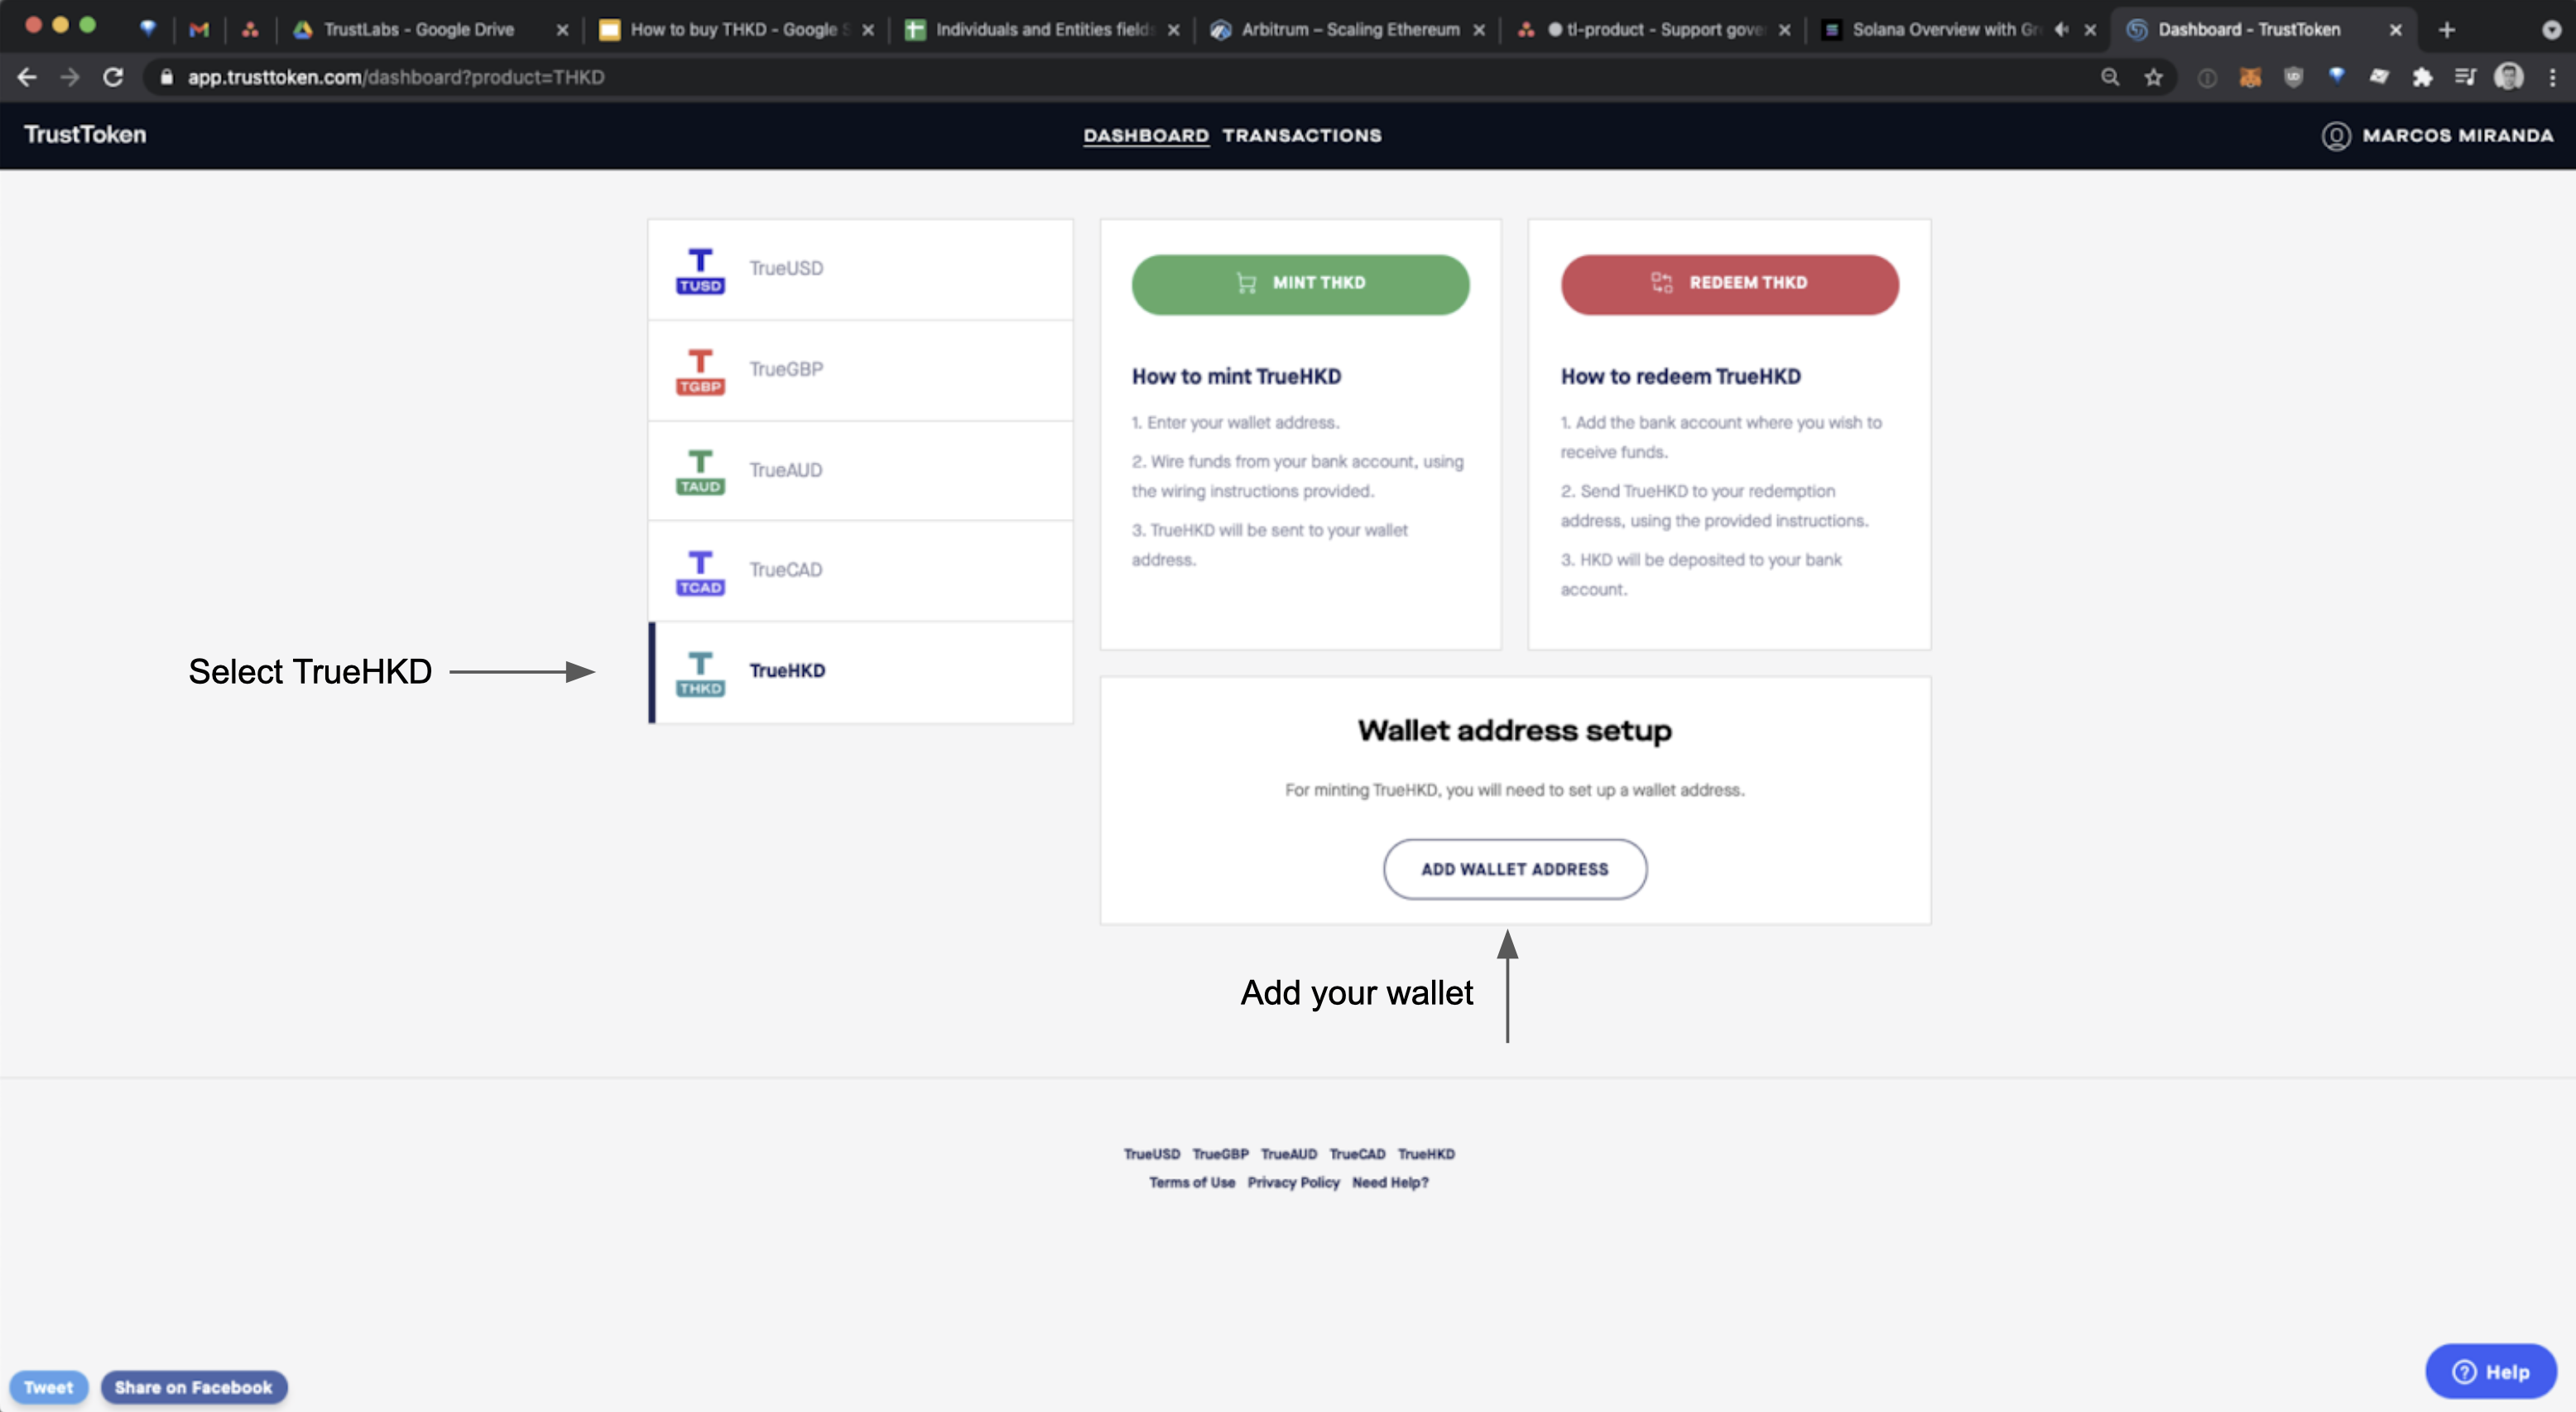 TrustLabs - Google Drive
How to buy THKD - Google S
Individuals and Entities fields
Arbitrum – Scaling Ethereum
tl-product - Support gove
Solana Overview with Gr
Dashboard - TrustToken
app.trusttoken.com/dashboard?product=THKD
TrustToken
DASHBOARD TRANSACTIONS
MARCOS MIRANDA
T
TUSD
TrueUSD
T
TGBP
TrueGBP
T
TAUD
TrueAUD
T
TCAD
TrueCAD
T
THKD
TrueHKD
Select TrueHKD
MINT THKD
How to mint TrueHKD
1. Enter your wallet address.
2. Wire funds from your bank account, using
the wiring instructions provided.
3. TrueHKD will be sent to your wallet
address.
REDEEM THKD
How to redeem TrueHKD
1. Add the bank account where you wish to
receive funds.
2. Send TrueHKD to your redemption
address, using the provided instructions.
3. HKD will be deposited to your bank
account.
Wallet address setup
For minting TrueHKD, you will need to set up a wallet address.
ADD WALLET ADDRESS
Add your wallet
TrueUSD TrueGBP TrueAUD TrueCAD TrueHKD
Terms of Use Privacy Policy Need Help?
Tweet
Share on Facebook
Help